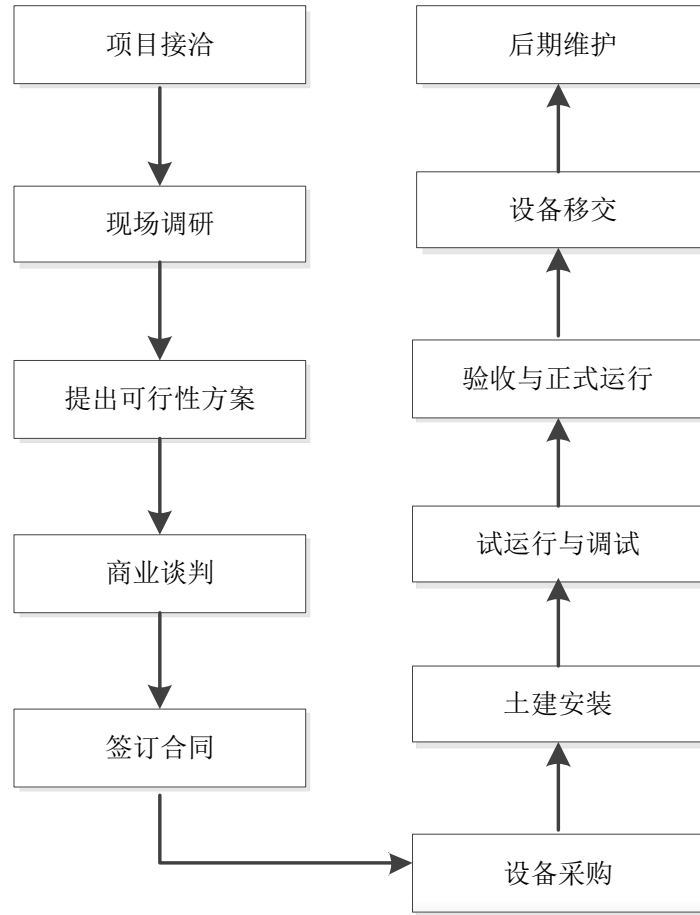 项目接洽
现场调研
提出可行性方案
商业谈判
签订合同
设备采购
土建安装
试运行与调试
验收与正式运行
设备移交
后期维护